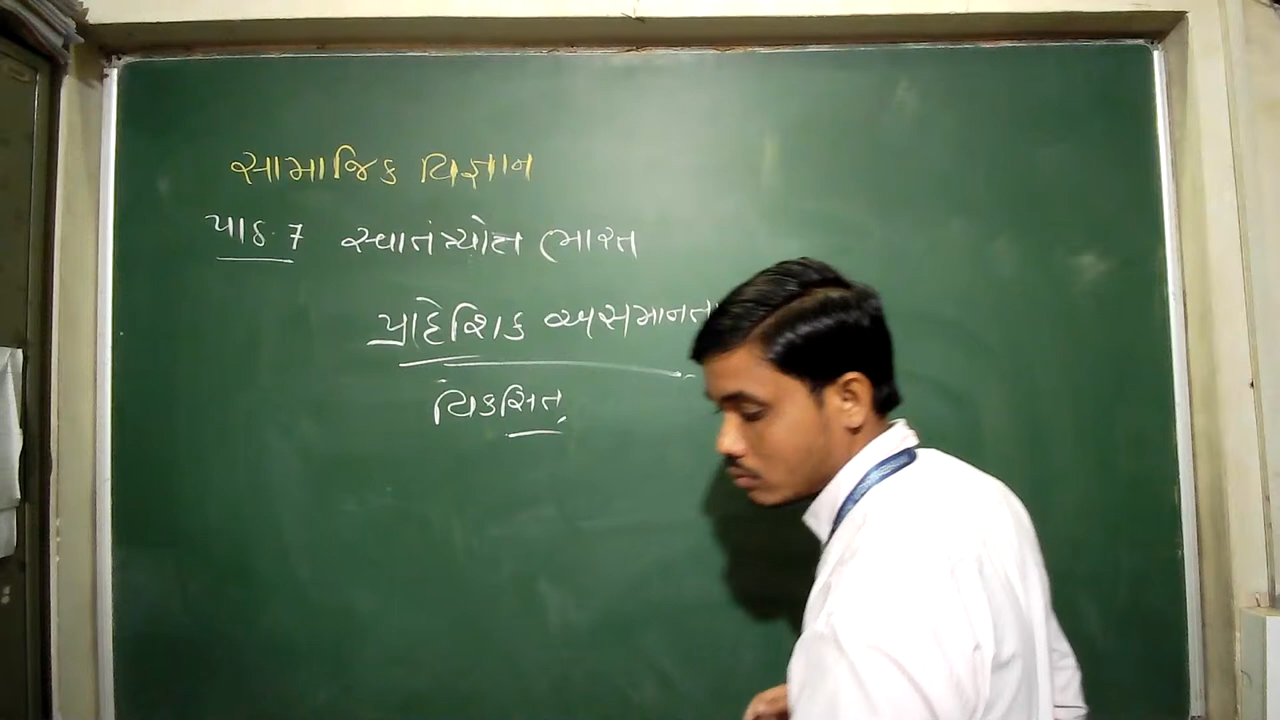 સામાજિક વિજ્ઞાન
પાઠ. 7 સ્વાતંત્ર્યોત્તર ભારત
પ્રાદેશિક અસમાનતા
વિકસિત,